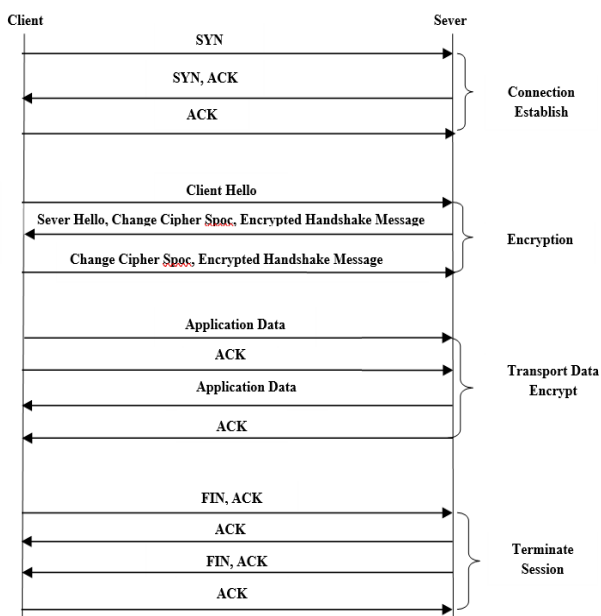 Client
Sever
SYN
SYN, ACK
ACK
Connection
Establish
Client Hello
Sever Hello, Change Cipher Spoc, Encrypted Handshake Message
Change Cipher Spoc, Encrypted Handshake Message
Encryption
Application Data
ACK
Application Data
ACK
Transport Data
Encrypt
FIN, ACK
ACK
FIN, ACK
ACK
Terminate
Session